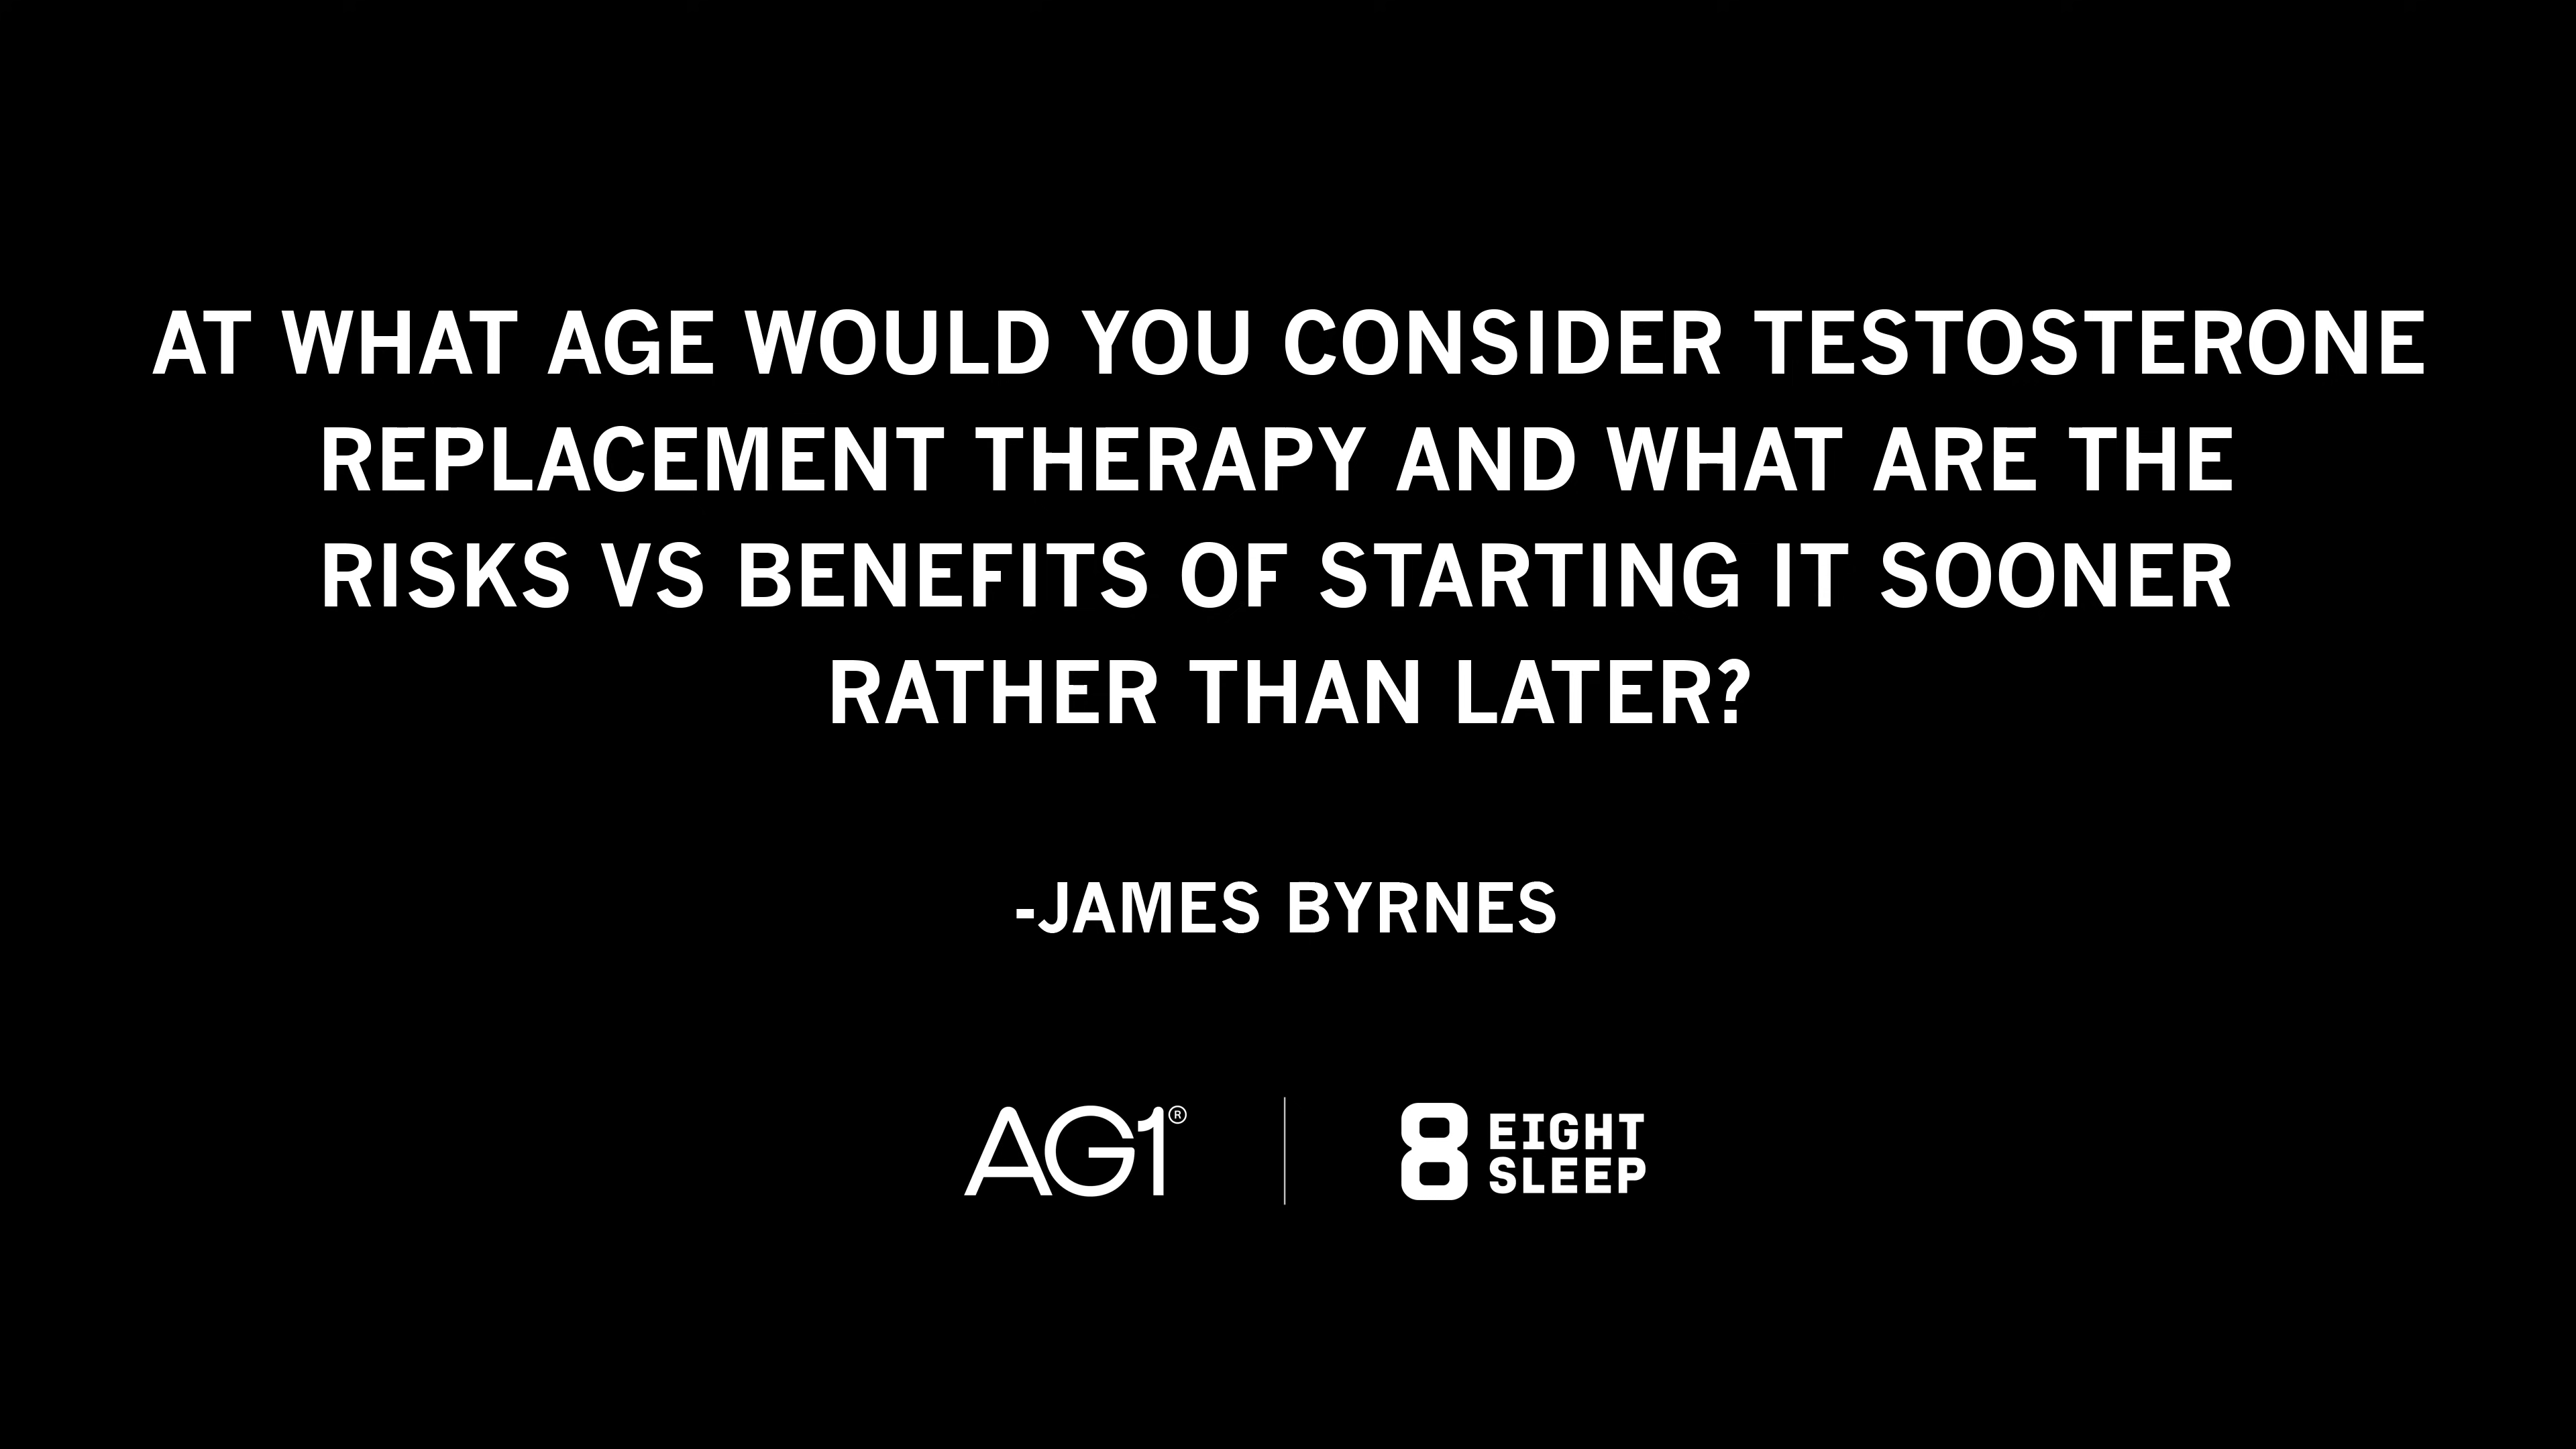 AT WHAT AGE WOULD YOU CONSIDER TESTOSTERONE
REPLACEMENT THERAPY AND WHAT ARE THE
RISKS VS BENEFITS OF STARTING IT SOONER
RATHER THAN LATER?
-JAMES BYRNES
AG1®
8 EIGHT
SLEEP